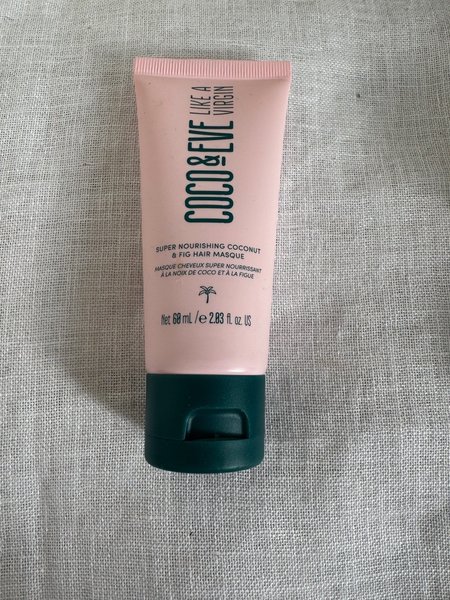 COCO & EVE
LIKE A
VIRGIN
SUPER NOURISHING COCONUT
& FIG HAIR MASQUE
MASQUE CHEVEUX SUPER NOURRISSANT
À LA NOIX DE COCO ET À LA FIGUE
Net 60 mL /e 2.03 fl. oz. US